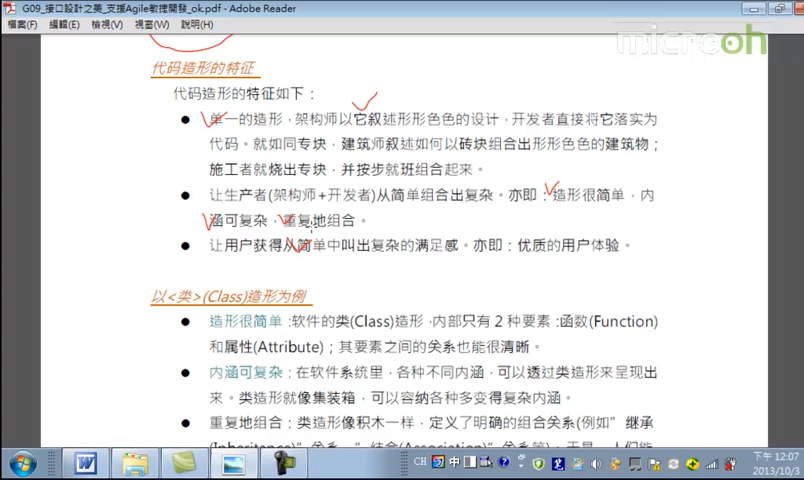 G09_接口設計之美_支援Agile敏捷開發_ok.pdf - Adobe Reader
檔案(F) 編輯(E) 檢視(V) 視窗(W) 說明(H)
microoh
代码造形的特征
代码造形的特征如下：
● 单一的造形，架构师以它叙述形形色色的设计，开发者直接将它落实为
代码。就如同专块，建筑师叙述如何以砖块组合出形形色色的建筑物；
施工者就烧出专块，并按步就班组合起来。
● 让生产者(架构师+开发者)从简单组合出复杂。亦即：造形很简单，内
涵可复杂，重复地组合。
● 让用户获得从简单中叫出复杂的满足感。亦即：优质的用户体验。
以<类>(Class)造形为例
● 造形很简单：软件的类(Class)造形，内部只有2种要素：函数(Function)
和属性(Attribute)；其要素之间的关系也能很清晰。
● 内涵可复杂：在软件系统里，各种不同内涵，可以透过类造形来呈现出
来。类造形就像集装箱，可以容纳各种多变得复杂内涵。
● 重复地组合：类造形像积木一样，定义了明确的组合关系(例如"继承
(Inheritance)"关系、"结合(Association)"关系等)；于是，人们能
CH 中
下午 12:07
2013/10/3